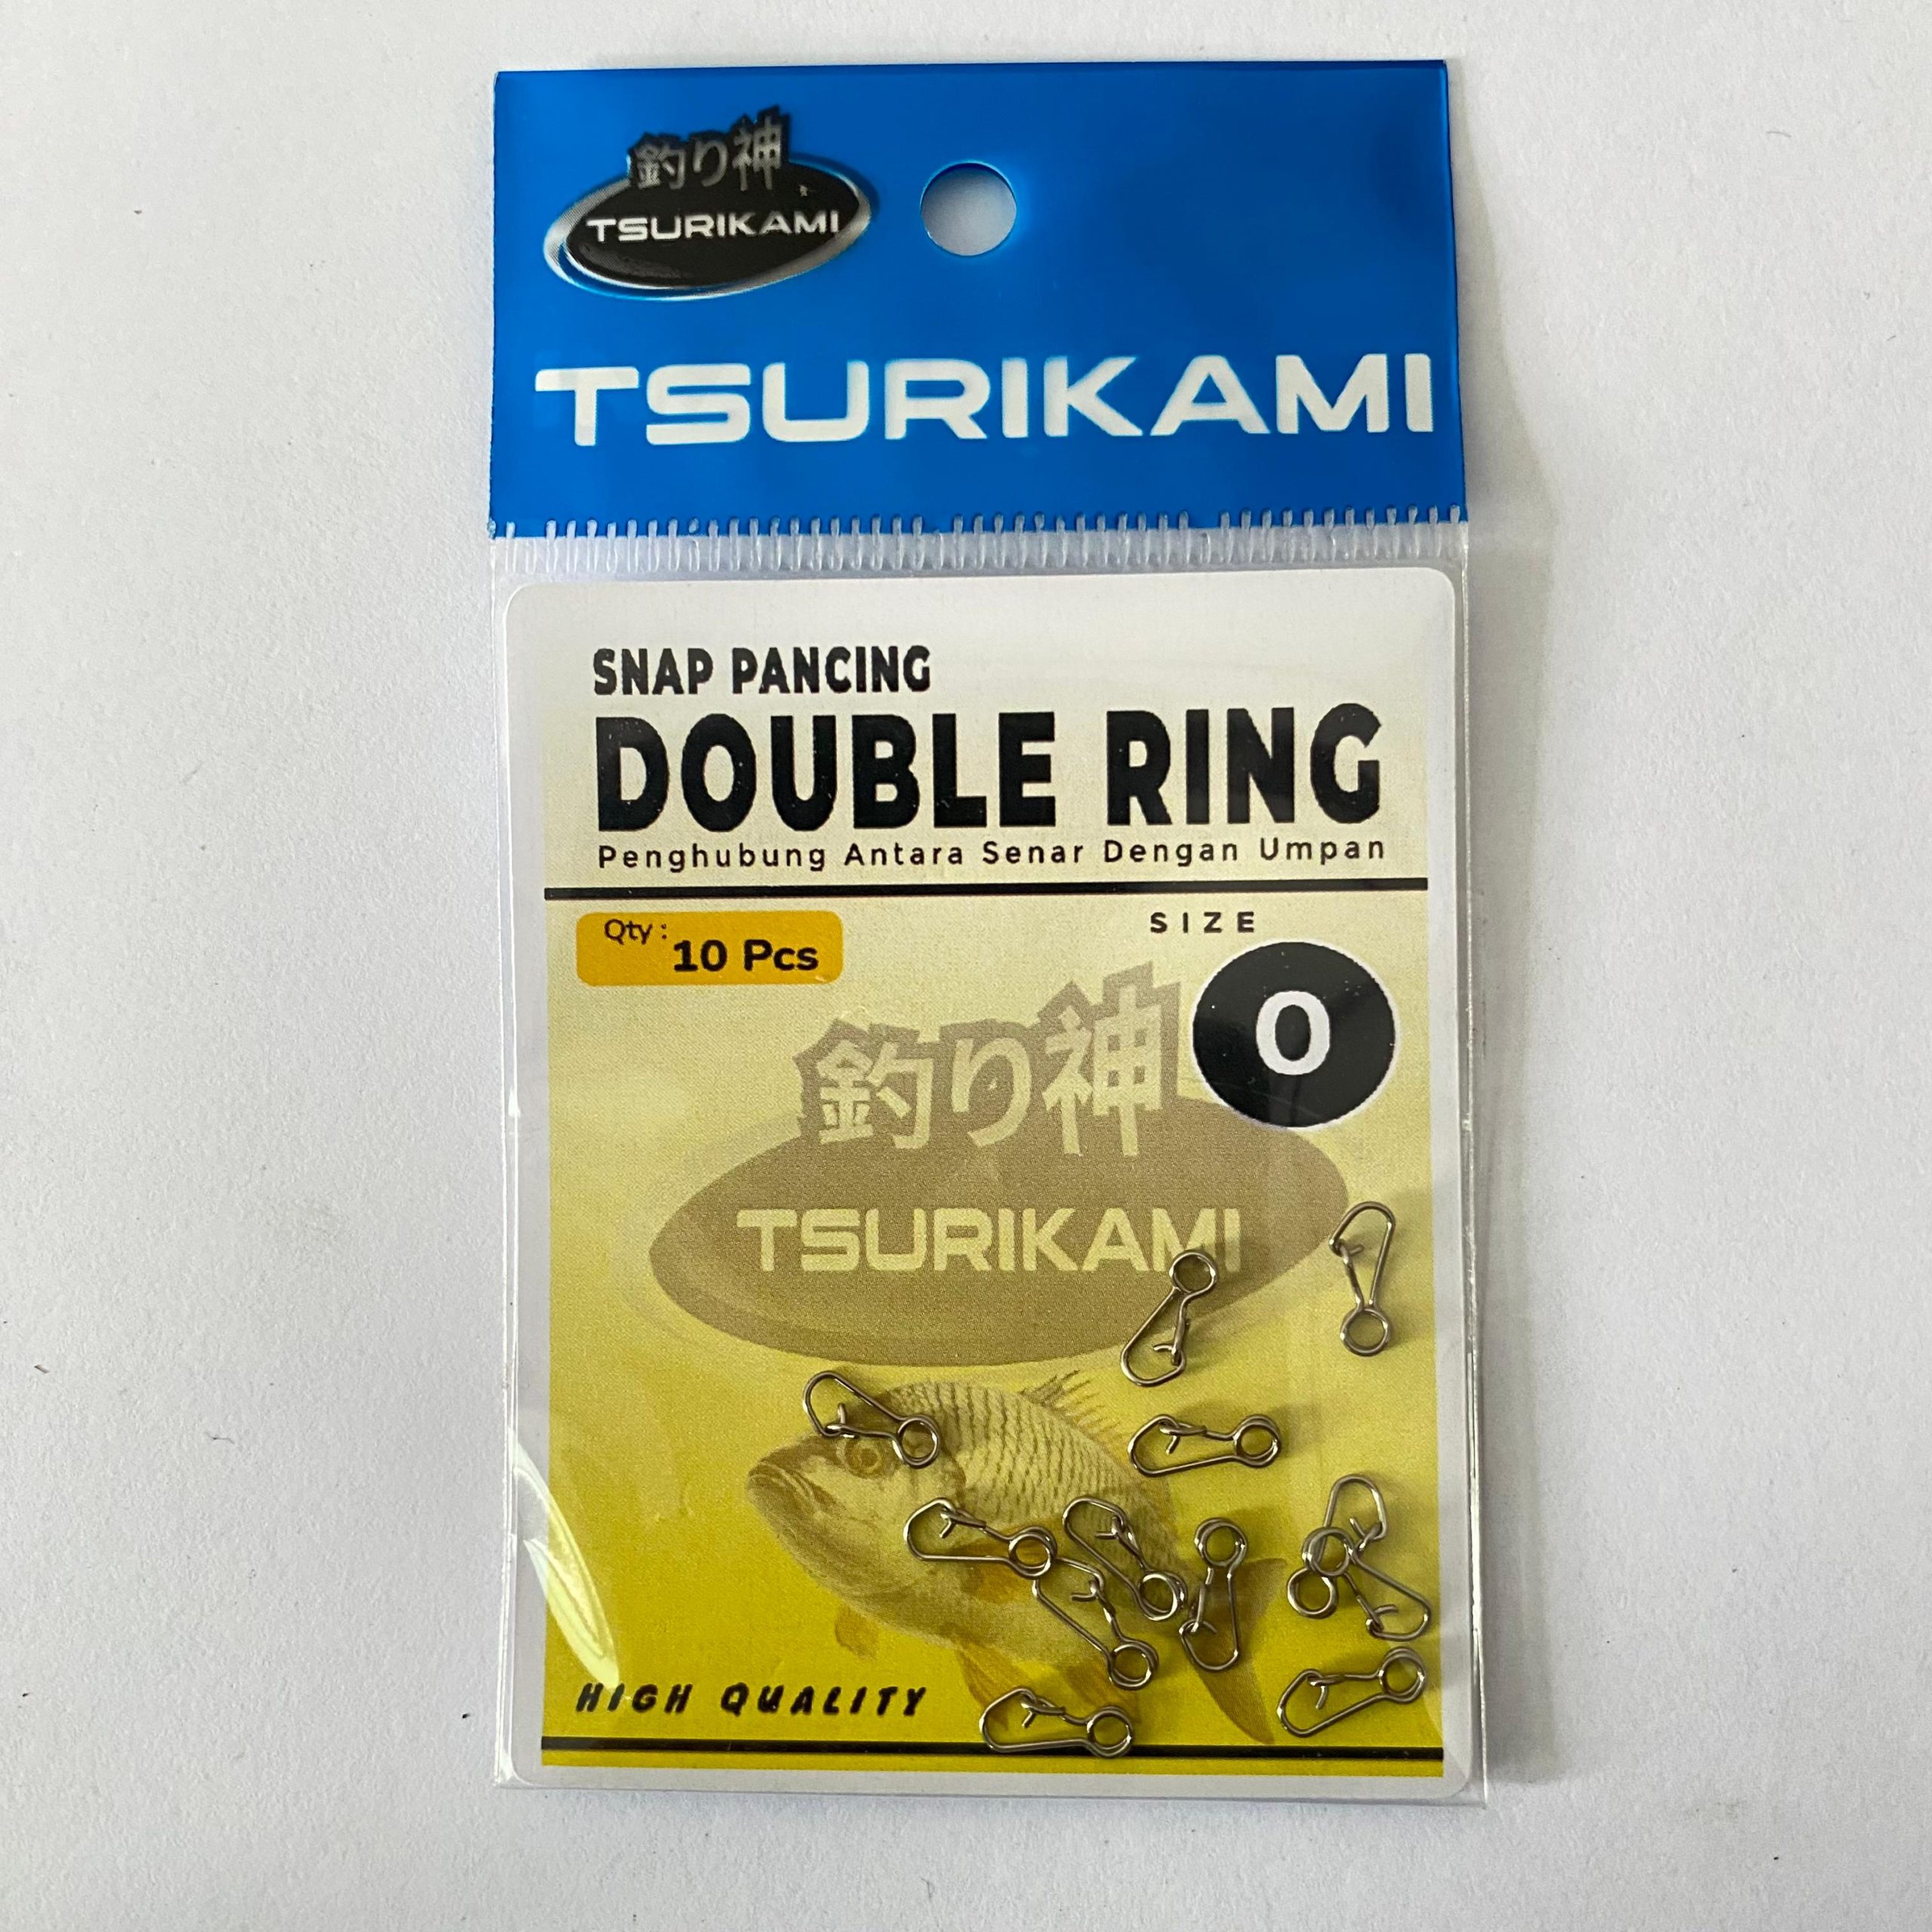 釣り神
TSURIKAMI
TSURIKAMI
SNAP PANCING
DOUBLE RING
Penghubung Antara Senar Dengan Umpan
Qty : 10 Pcs
SIZE
0
釣り神
TSURIKAMI
HIGH QUALITY